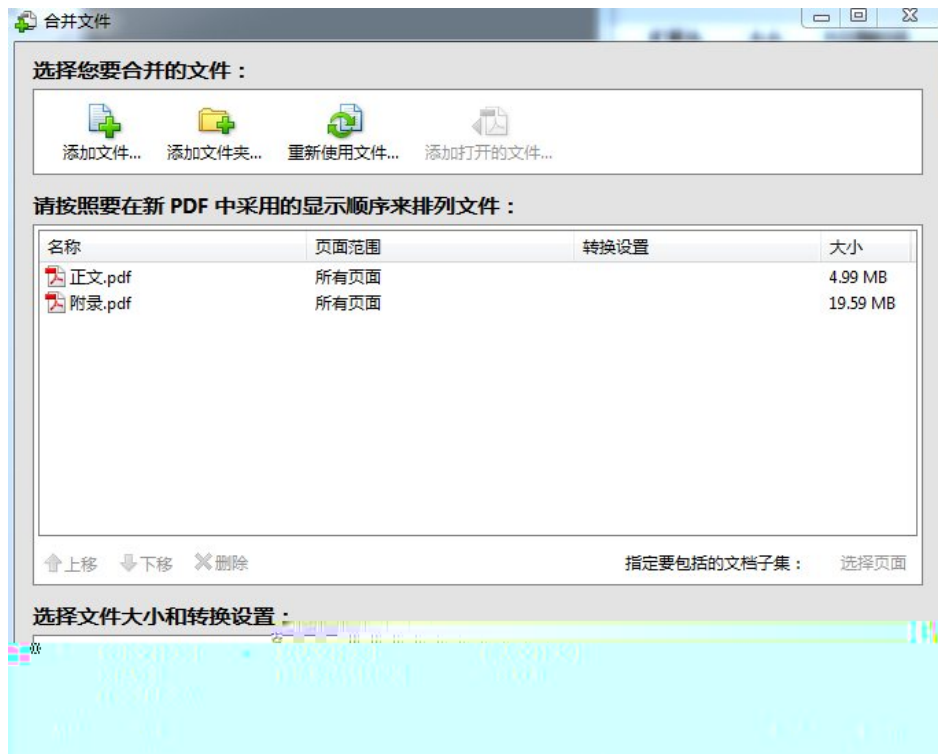 合并文件
选择您要合并的文件：
添加文件... 添加文件夹... 重新使用文件... 添加打开的文件...
请按照要在新 PDF 中采用的显示顺序来排列文件：
名称 页面范围 转换设置 大小
正文.pdf 所有页面 4.99 MB
附录.pdf 所有页面 19.59 MB
上移 下移 删除 指定要包括的文档子集： 选择页面
选择文件大小和转换设置：